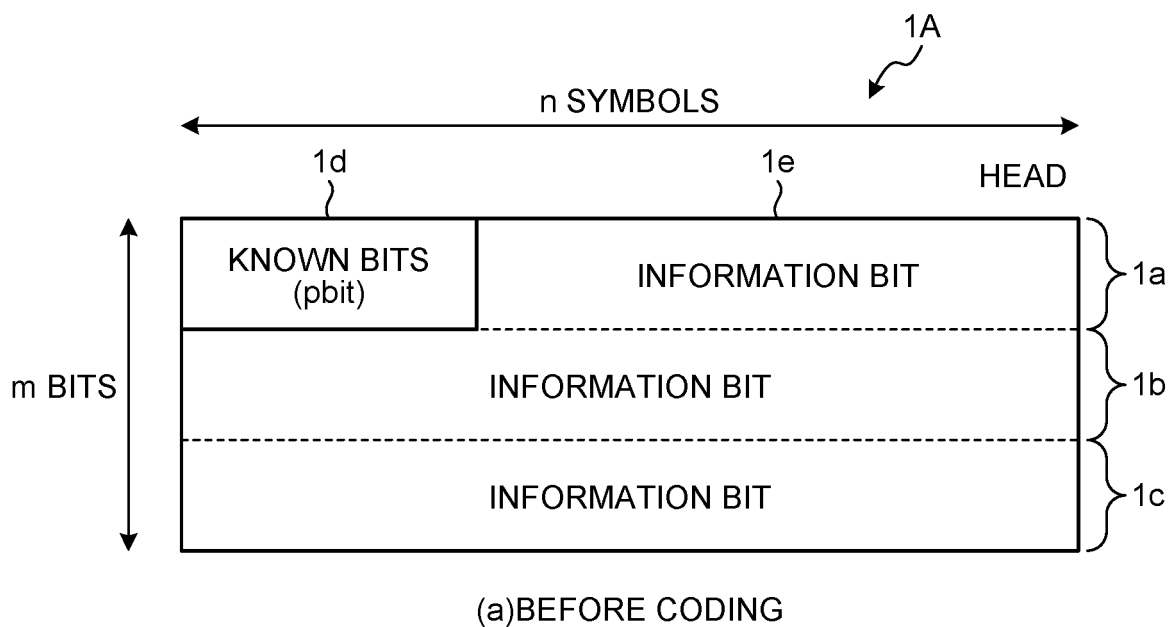 1A
n SYMBOLS
1d
1e
HEAD
KNOWN BITS
(pbit)
INFORMATION BIT
1a
m BITS
INFORMATION BIT
1b
INFORMATION BIT
1c
(a)BEFORE CODING